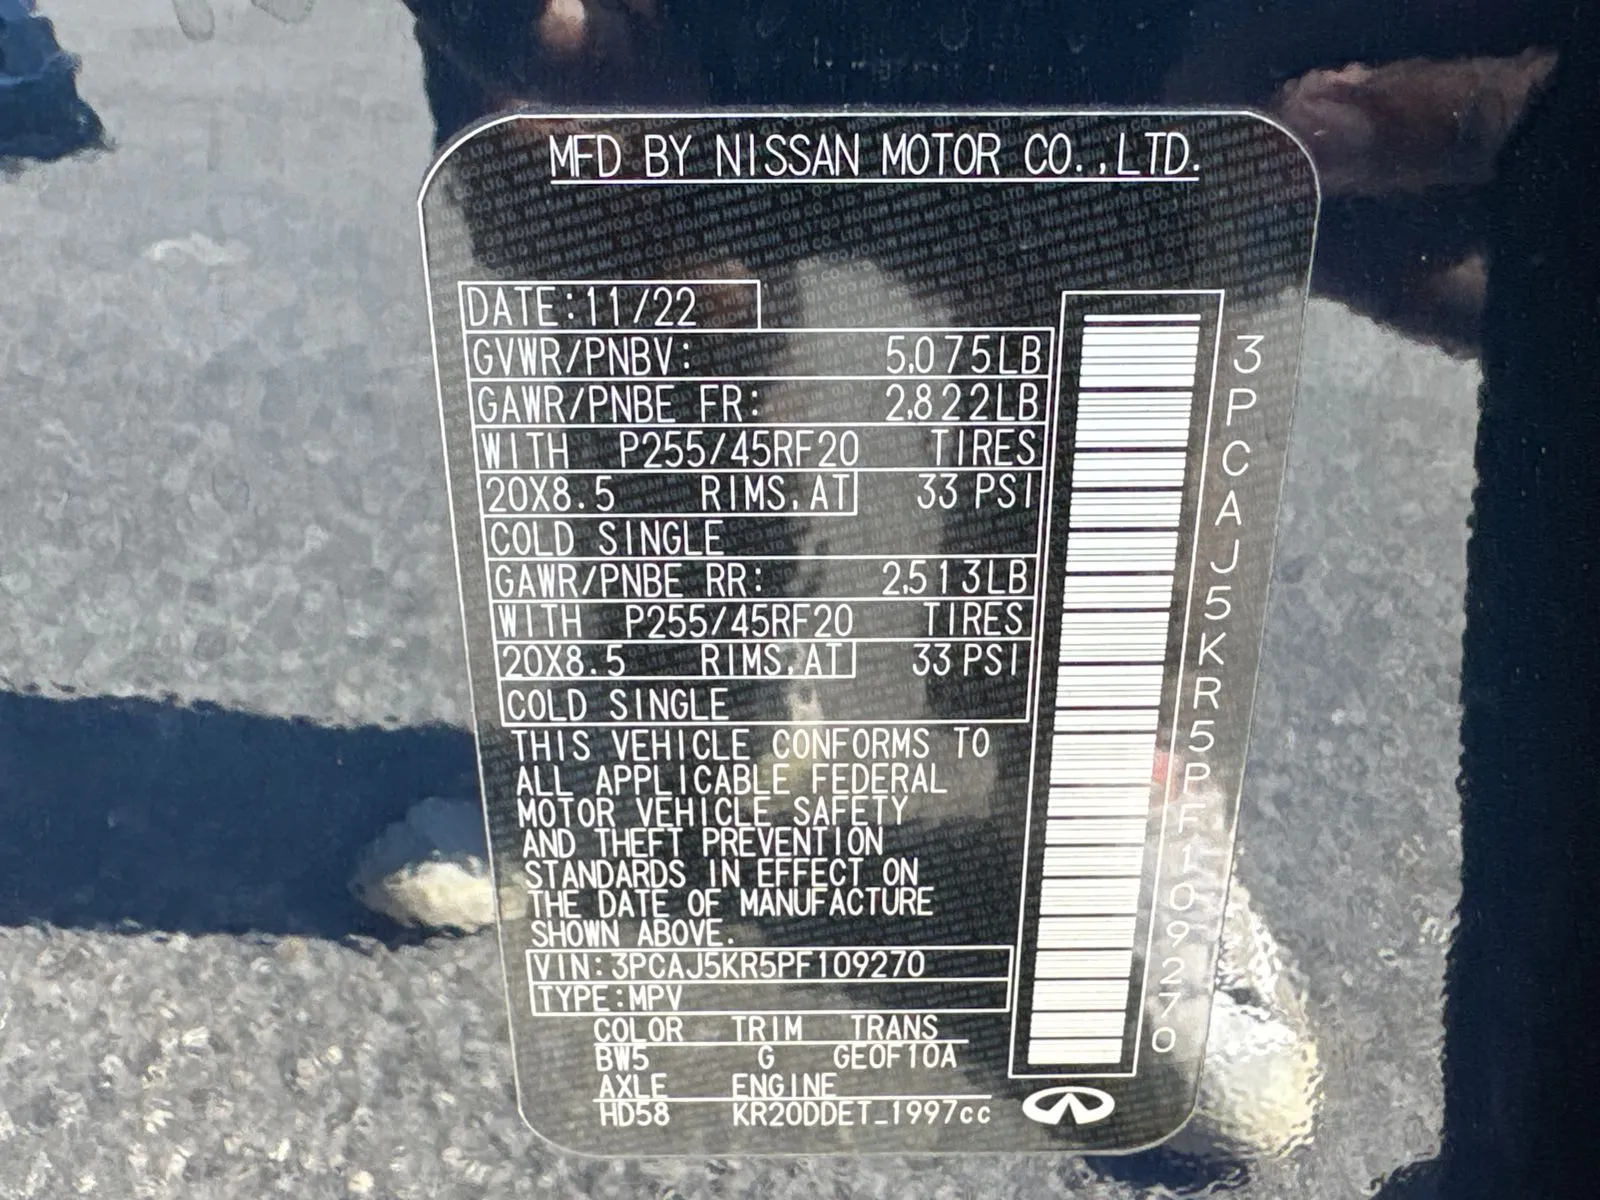 MFD BY NISSAN MOTOR CO.,LTD.
DATE:11/22
GVWR/PNBV: 5,075LB
GAWR/PNBE FR: 2,822LB
WITH P255/45RF20 TIRES
20X8.5 RIMS,AT 33 PSI
COLD SINGLE
GAWR/PNBE RR: 2,513LB
WITH P255/45RF20 TIRES
20X8.5 RIMS,AT 33 PSI
COLD SINGLE
THIS VEHICLE CONFORMS TO
ALL APPLICABLE FEDERAL
MOTOR VEHICLE SAFETY
AND THEFT PREVENTION
STANDARDS IN EFFECT ON
THE DATE OF MANUFACTURE
SHOWN ABOVE.
VIN:3PCAJ5KR5PF109270
TYPE:MPV
COLOR TRIM TRANS
BW5 G GE0F10A
AXLE ENGINE
HD58 KR20DDET_1997cc
3PCAJ5KR5PF109270